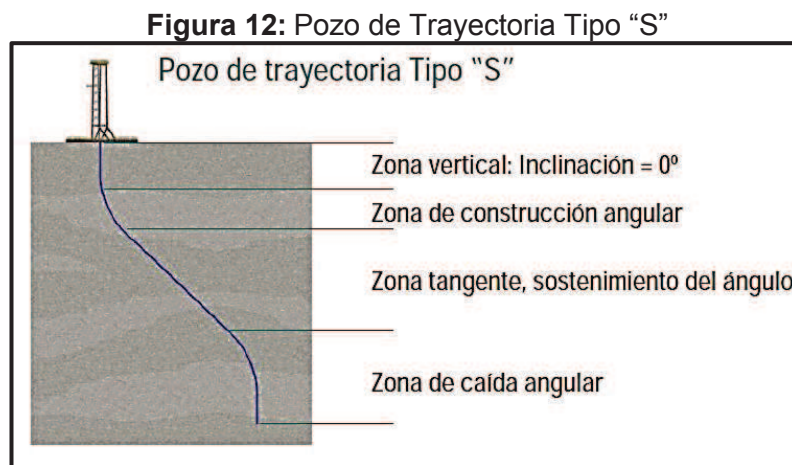 Figura 12: Pozo de Trayectoria Tipo “S”
Pozo de trayectoria Tipo “S”
Zona vertical: Inclinación = 0º
Zona de construcción angular
Zona tangente, sostenimiento del ángulo
Zona de caída angular